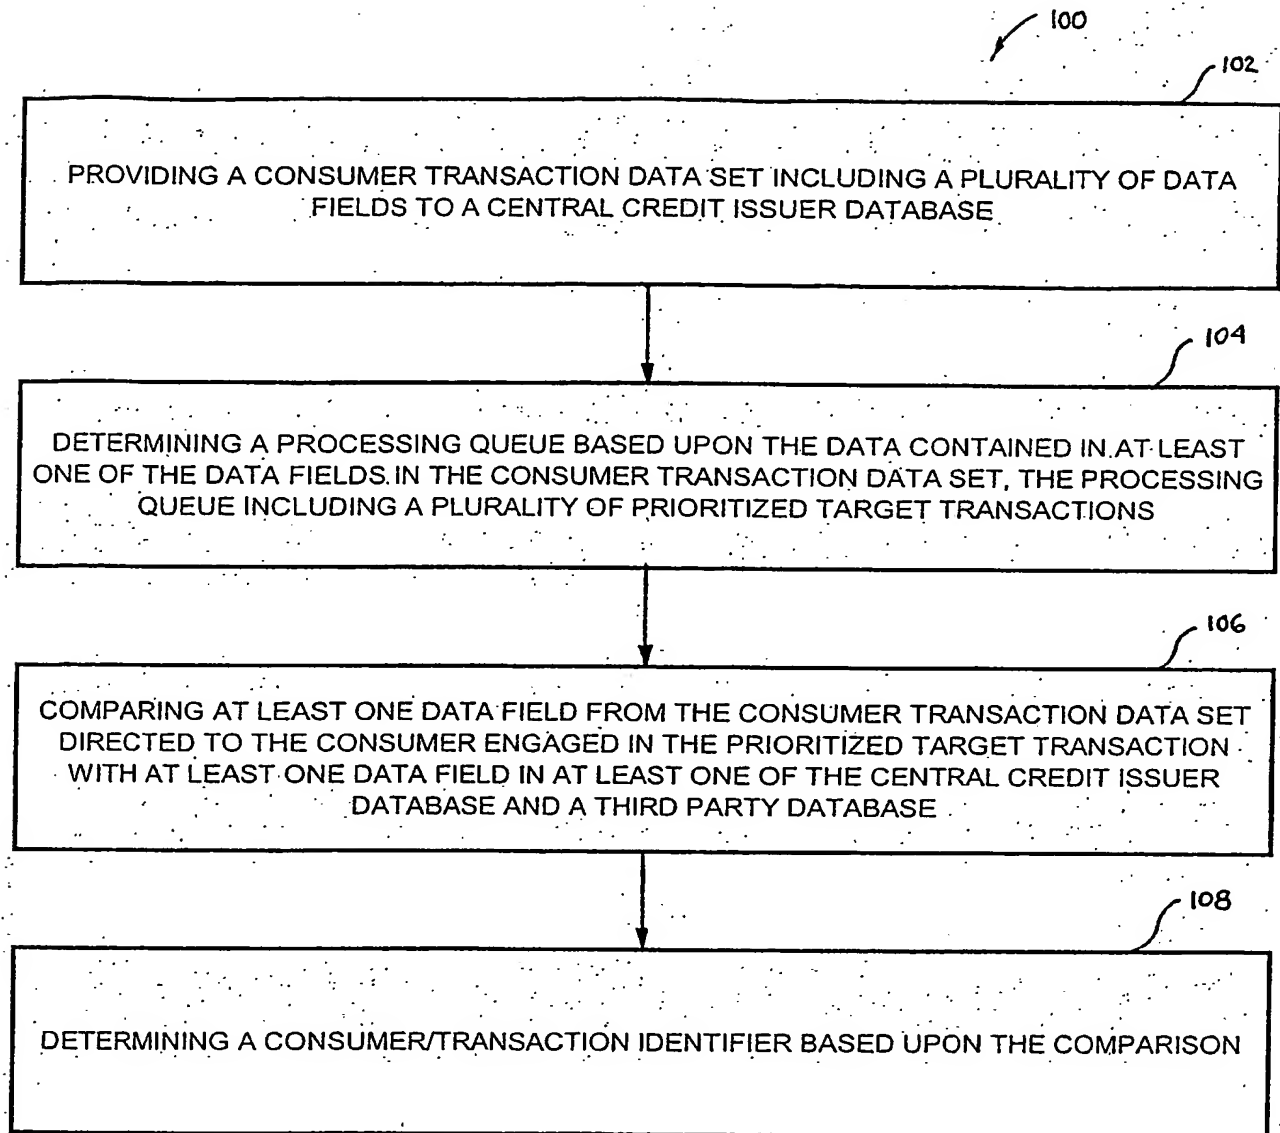 100
102
PROVIDING A CONSUMER TRANSACTION DATA SET INCLUDING A PLURALITY OF DATA
FIELDS TO A CENTRAL CREDIT ISSUER DATABASE
104
DETERMINING A PROCESSING QUEUE BASED UPON THE DATA CONTAINED IN AT LEAST
ONE OF THE DATA FIELDS IN THE CONSUMER TRANSACTION DATA SET, THE PROCESSING
QUEUE INCLUDING A PLURALITY OF PRIORITIZED TARGET TRANSACTIONS
106
COMPARING AT LEAST ONE DATA FIELD FROM THE CONSUMER TRANSACTION DATA SET
DIRECTED TO THE CONSUMER ENGAGED IN THE PRIORITIZED TARGET TRANSACTION
WITH AT LEAST ONE DATA FIELD IN AT LEAST ONE OF THE CENTRAL CREDIT ISSUER
DATABASE AND A THIRD PARTY DATABASE
108
DETERMINING A CONSUMER/TRANSACTION IDENTIFIER BASED UPON THE COMPARISON